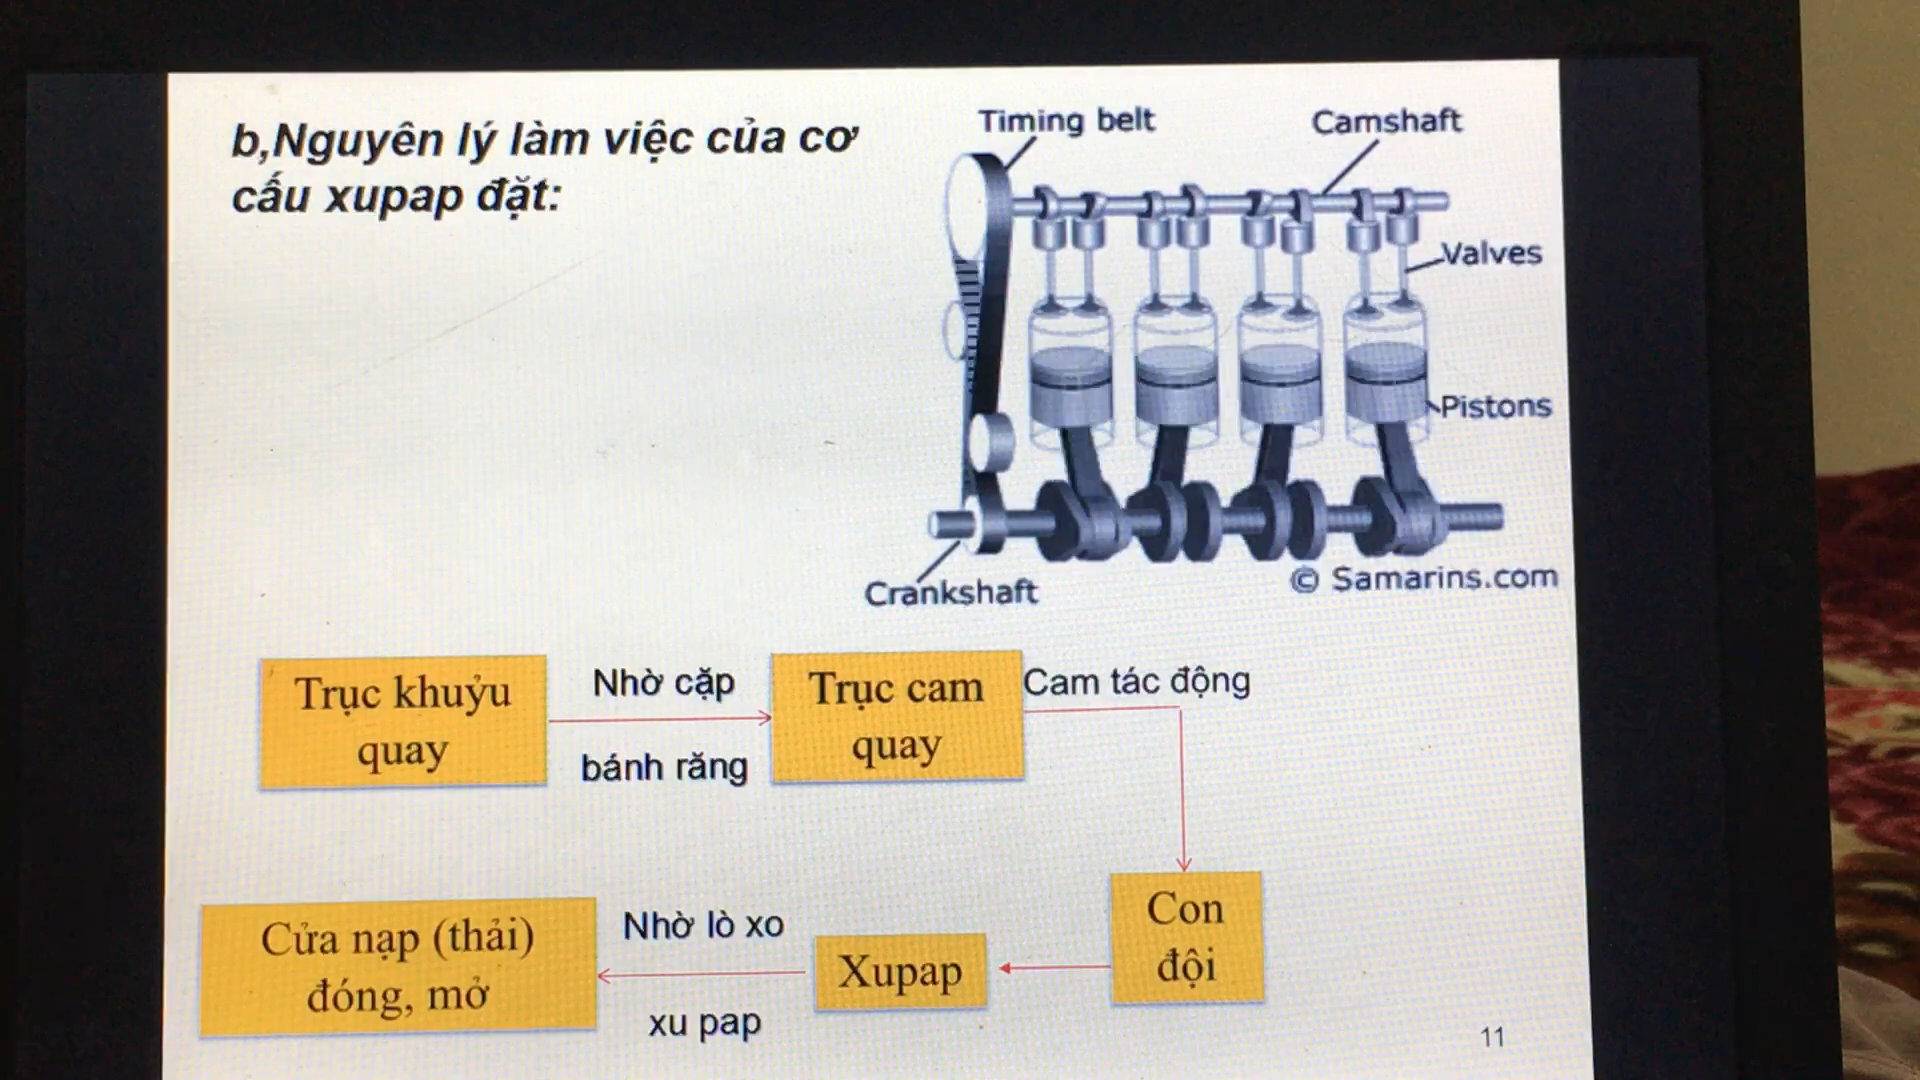 b,Nguyên lý làm việc của cơ
cấu xupap đặt:
Timing belt
Camshaft
Valves
Pistons
Crankshaft
© Samarins.com
Trục khuỷu
quay
Nhờ cặp
bánh răng
Trục cam
quay
Cam tác động
Con
đội
Xupap
Nhờ lò xo
xu pap
Cửa nạp (thải)
đóng, mở
11